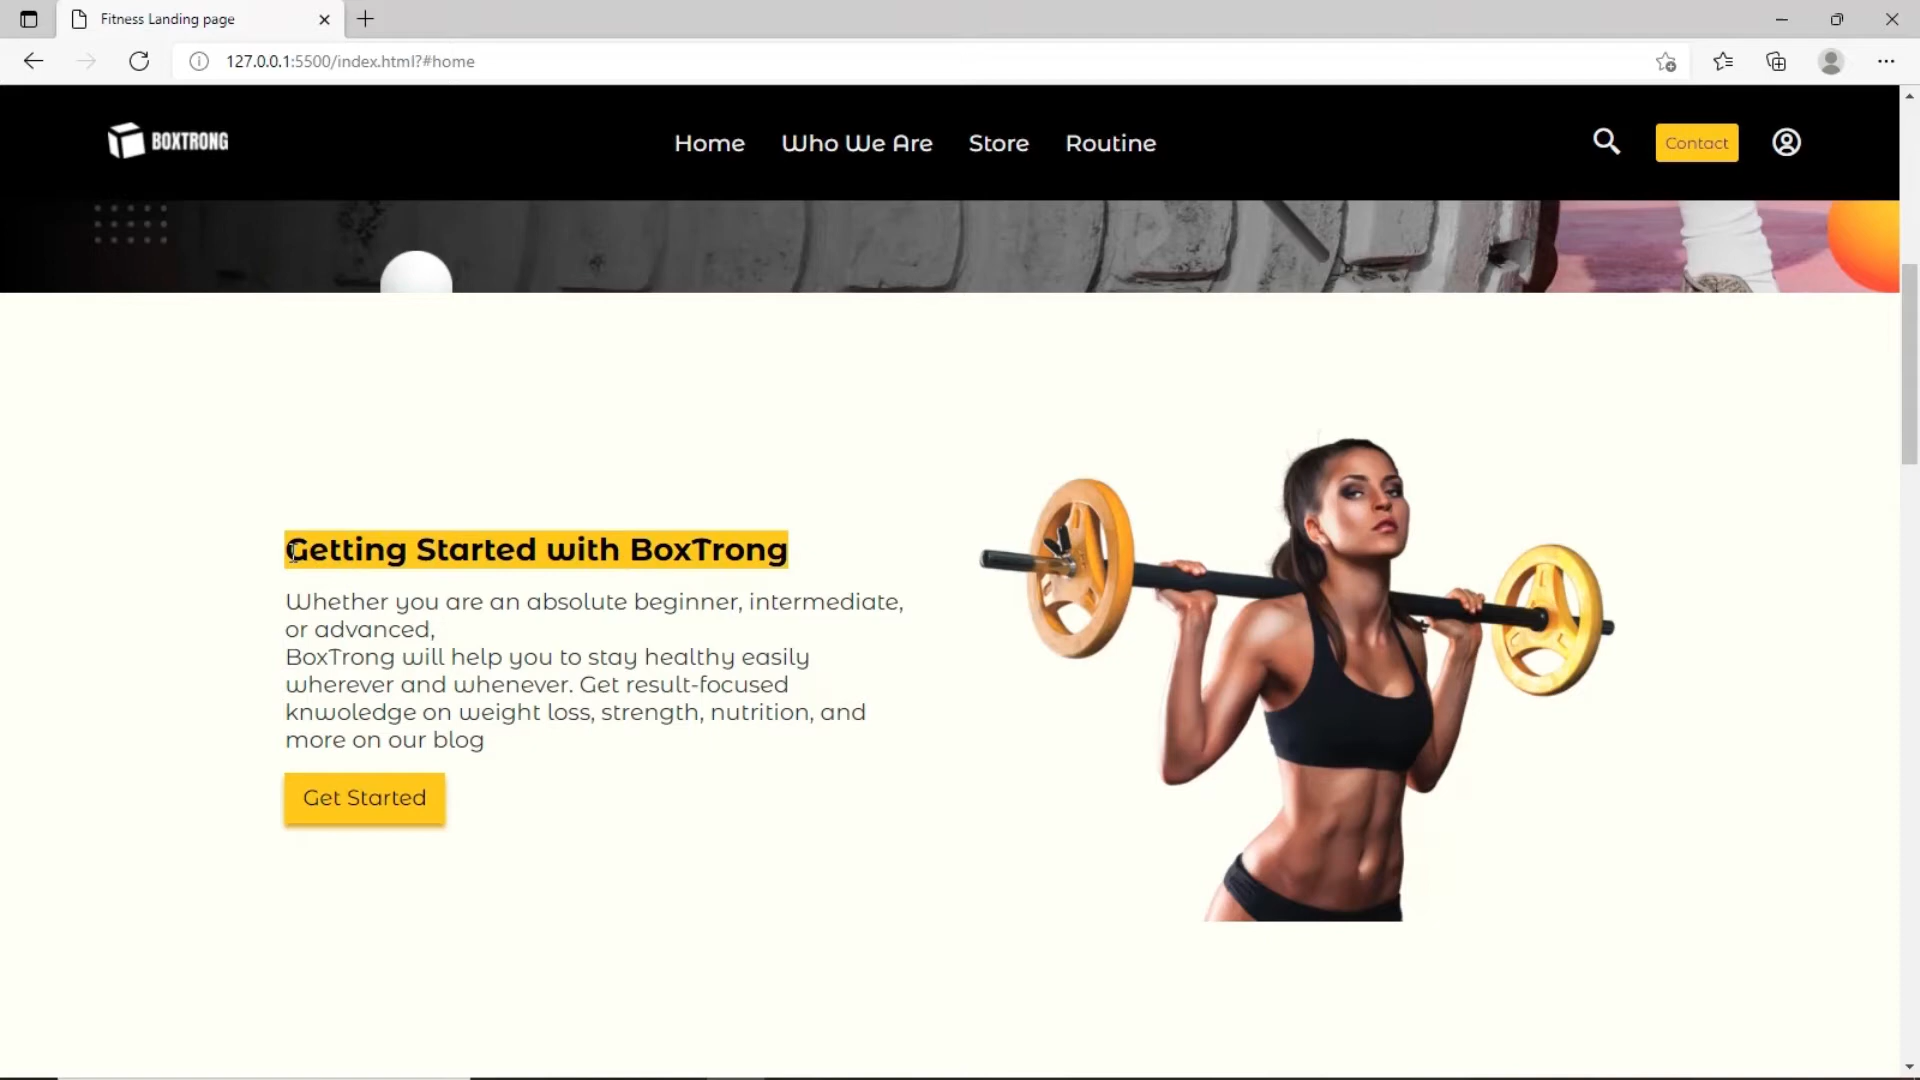 Fitness Landing page
127.0.0.1:5500/index.html?#home
BOXTRONG
Home Who We Are Store Routine
Contact
Getting Started with BoxTrong
Whether you are an absolute beginner, intermediate,
or advanced,
BoxTrong will help you to stay healthy easily
wherever and whenever. Get result-focused
knwoledge on weight loss, strength, nutrition, and
more on our blog
Get Started